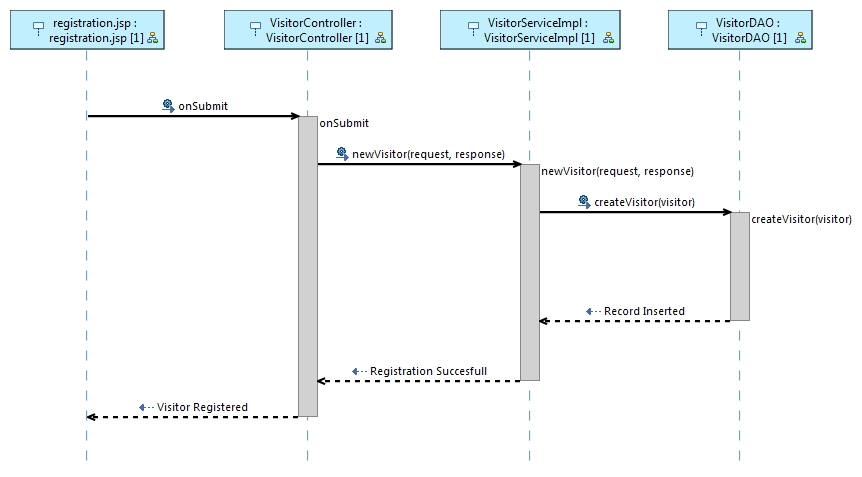 registration.jsp :
registration.jsp [1]
VisitorController :
VisitorController [1]
VisitorServiceImpl :
VisitorServiceImpl [1]
VisitorDAO :
VisitorDAO [1]
onSubmit
onSubmit
newVisitor(request, response)
newVisitor(request, response)
createVisitor(visitor)
createVisitor(visitor)
Record Inserted
Registration Succesfull
Visitor Registered